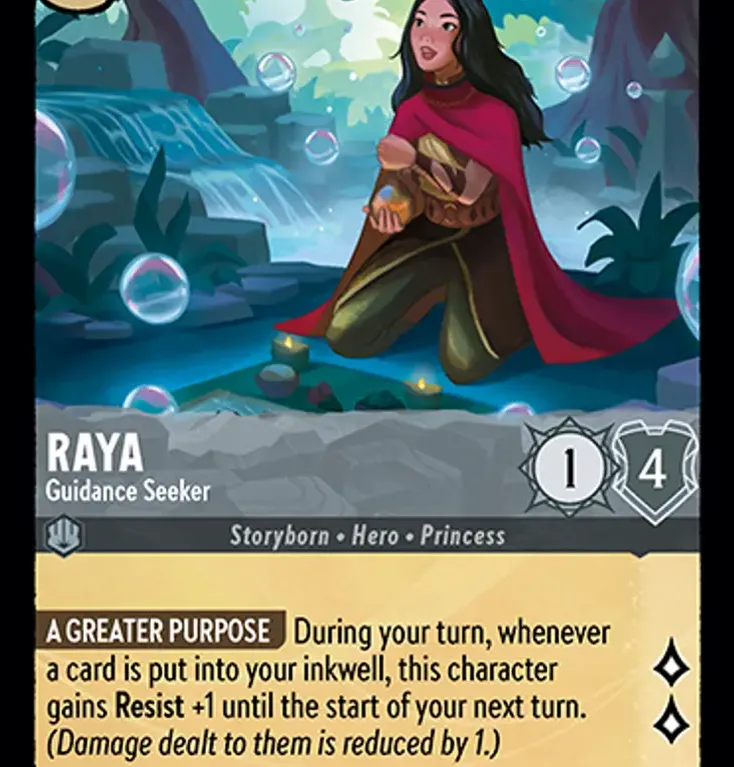 RAYA
Guidance Seeker
1 4
Storyborn • Hero • Princess
A GREATER PURPOSE During your turn, whenever
a card is put into your inkwell, this character
gains Resist +1 until the start of your next turn.
(Damage dealt to them is reduced by 1.)